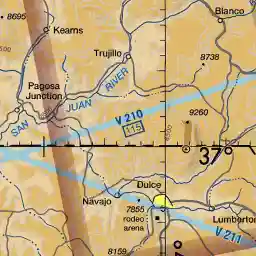 8695
Kearns
Blanco
Trujillo
8738
Pagosa
Junction
SAN JUAN RIVER
V 210
115
9260
37°
Dulce
Navajo
7855
rodeo
arena
Lumberton
V 211
8159